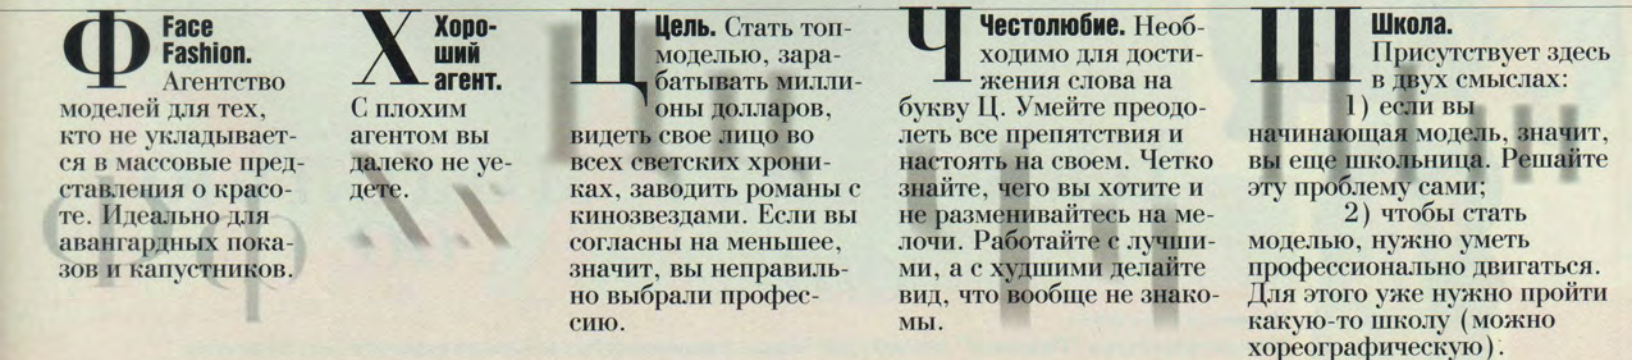 Ф Face
Fashion.
Агентство
моделей для тех,
кто не укладывает-
ся в массовые пред-
ставления о красо-
те. Идеально для
авангардных пока-
зов и капустников.
Х Хоро-
ший
агент.
С плохим
агентом вы
далеко не уе-
дете.
Ц Цель. Стать топ-
моделью, зара-
батывать милли-
оны долларов,
видеть свое лицо во
всех светских хрони-
ках, заводить романы с
кинозвездами. Если вы
согласны на меньшее,
значит, вы неправиль-
но выбрали профес-
сию.
Ч Честолюбие. Необ-
ходимо для дости-
жения слова на
букву Ц. Умейте преодо-
леть все препятствия и
настоять на своем. Четко
знайте, чего вы хотите и
не разменивайтесь на ме-
лочи. Работайте с лучши-
ми, а с худшими делайте
вид, что вообще не знако-
мы.
Ш Школа.
Присутствует здесь
в двух смыслах:
1) если вы
начинающая модель, значит,
вы еще школьница. Решайте
эту проблему сами;
2) чтобы стать
моделью, нужно уметь
профессионально двигаться.
Для этого уже нужно пройти
какую-то школу (можно
хореографическую).